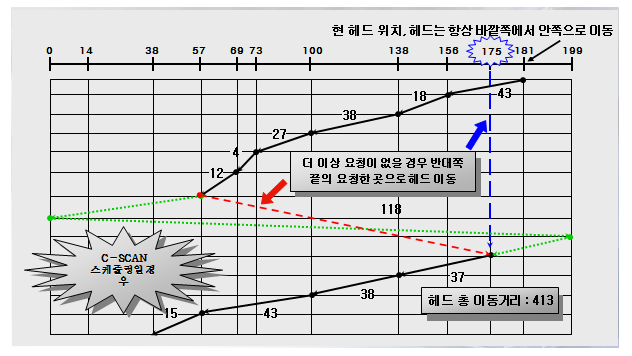 현 헤드 위치, 헤드는 항상 바깥쪽에서 안쪽으로 이동
0 14 38 57 69 73 100 138 156 175 181 199
43
18
38
27
4
12
더 이상 요청이 없을 경우 반대쪽
끝의 요청한 곳으로 헤드 이동
118
C-SCAN
스케쥴링일 경
우
37
38
헤드 총 이동거리 : 413
43
15